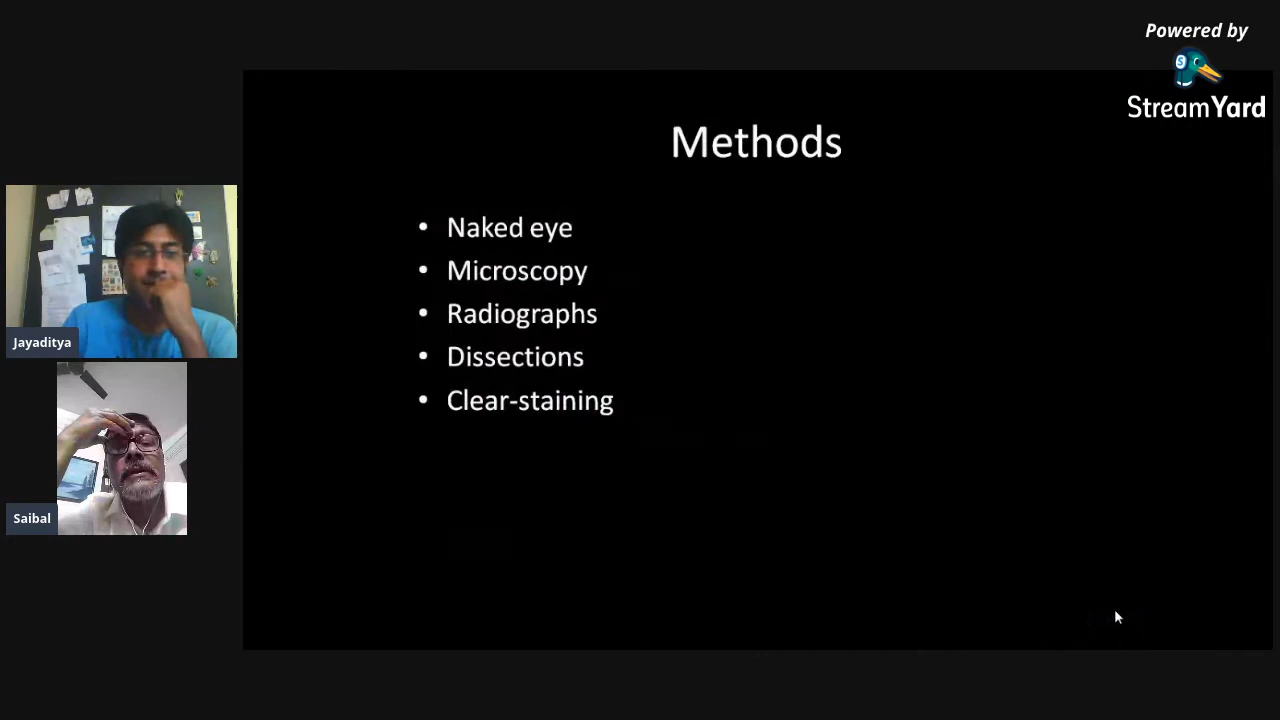 Powered by
StreamYard
Methods
• Naked eye
• Microscopy
• Radiographs
• Dissections
• Clear-staining
Jayaditya
Saibal